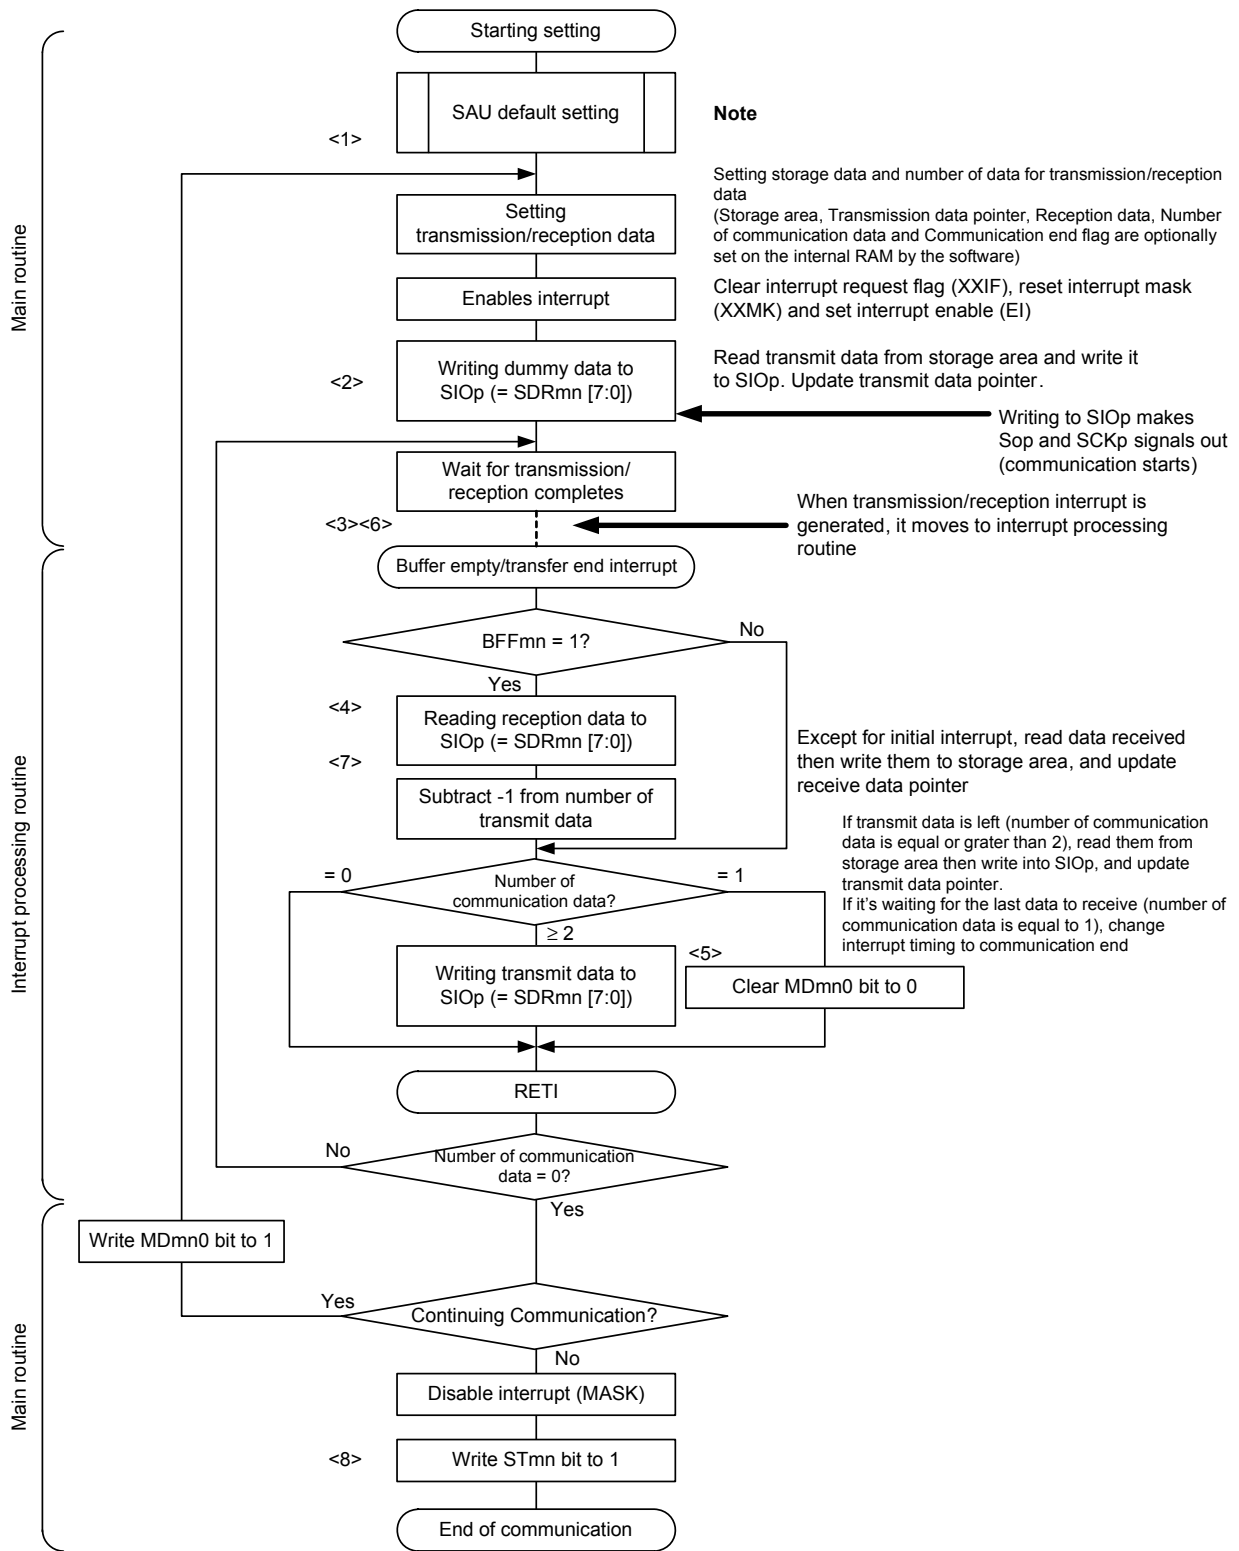 Starting setting
SAU default setting
Note
<1>
Setting storage data and number of data for transmission/reception
data
(Storage area, Transmission data pointer, Reception data, Number
of communication data and Communication end flag are optionally
set on the internal RAM by the software)
Setting
transmission/reception data
Main routine
Enables interrupt
Clear interrupt request flag (XXIF), reset interrupt mask
(XXMK) and set interrupt enable (EI)
<2>
Writing dummy data to
SIOp (= SDRmn [7:0])
Read transmit data from storage area and write it
to SIOp. Update transmit data pointer.
Writing to SIOp makes
Sop and SCKp signals out
(communication starts)
Wait for transmission/
reception completes
<3><6>
When transmission/reception interrupt is
generated, it moves to interrupt processing
routine
Buffer empty/transfer end interrupt
BFFmn = 1?
No
Yes
<4>
Reading reception data to
SIOp (= SDRmn [7:0])
<7>
Except for initial interrupt, read data received
then write them to storage area, and update
receive data pointer
Subtract -1 from number of
transmit data
Interrupt processing routine
If transmit data is left (number of communication
data is equal or grater than 2), read them from
storage area then write into SIOp, and update
transmit data pointer.
If it's waiting for the last data to receive (number of
communication data is equal to 1), change
interrupt timing to communication end
= 0
Number of
communication data?
= 1
≥ 2
<5>
Writing transmit data to
SIOp (= SDRmn [7:0])
Clear MDmn0 bit to 0
RETI
No
Number of communication
data = 0?
Yes
Write MDmn0 bit to 1
Main routine
Yes
Continuing Communication?
No
Disable interrupt (MASK)
<8>
Write STmn bit to 1
End of communication